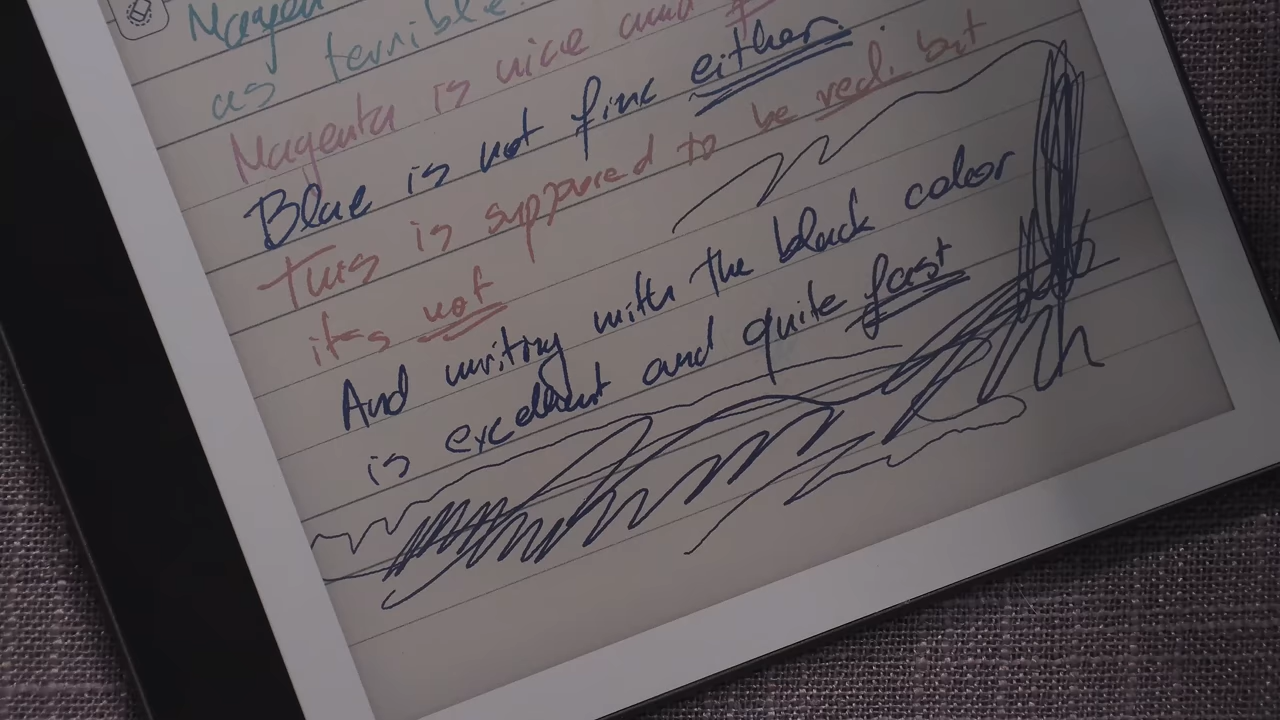 Magen
as terrible.
Magenta is nice and
Blue is not fine either.
This is supposed to be red. but
it's not
And writing with the black color
is excellent and quite fast